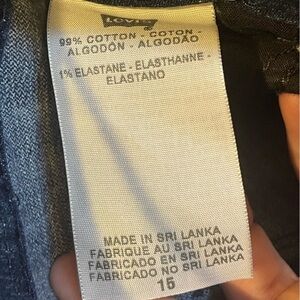 Levi's
®
99% COTTON - COTON -
ALGODÓN - ALGODAO
1% ELASTANE - ELASTHANNE -
ELASTANO
MADE IN SRI LANKA
FABRIQUE AU SRI LANKA
FABRICADO EN SRI LANKA
FABRICADO NO SRI LANKA
15